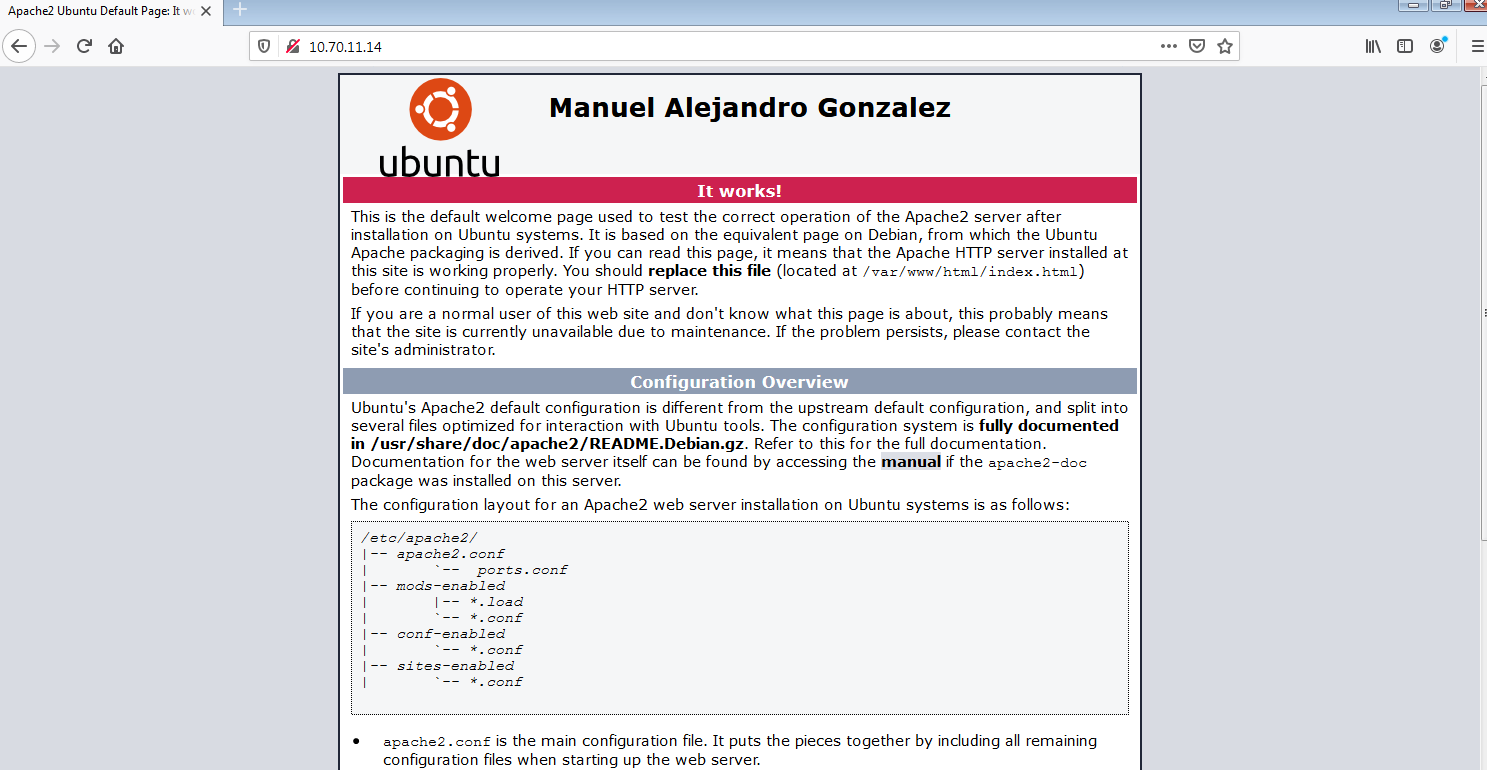 Apache2 Ubuntu Default Page: It w
10.70.11.14
ubuntu
Manuel Alejandro Gonzalez
It works!
This is the default welcome page used to test the correct operation of the Apache2 server after
installation on Ubuntu systems. It is based on the equivalent page on Debian, from which the Ubuntu
Apache packaging is derived. If you can read this page, it means that the Apache HTTP server installed at
this site is working properly. You should replace this file (located at /var/www/html/index.html)
before continuing to operate your HTTP server.
If you are a normal user of this web site and don't know what this page is about, this probably means
that the site is currently unavailable due to maintenance. If the problem persists, please contact the
site's administrator.
Configuration Overview
Ubuntu's Apache2 default configuration is different from the upstream default configuration, and split into
several files optimized for interaction with Ubuntu tools. The configuration system is fully documented
in /usr/share/doc/apache2/README.Debian.gz. Refer to this for the full documentation.
Documentation for the web server itself can be found by accessing the manual if the apache2-doc
package was installed on this server.
The configuration layout for an Apache2 web server installation on Ubuntu systems is as follows:
/etc/apache2/
|-- apache2.conf
|       `--  ports.conf
|-- mods-enabled
|       |-- *.load
|       `-- *.conf
|-- conf-enabled
|       `-- *.conf
|-- sites-enabled
|       `-- *.conf
• apache2.conf is the main configuration file. It puts the pieces together by including all remaining
configuration files when starting up the web server.